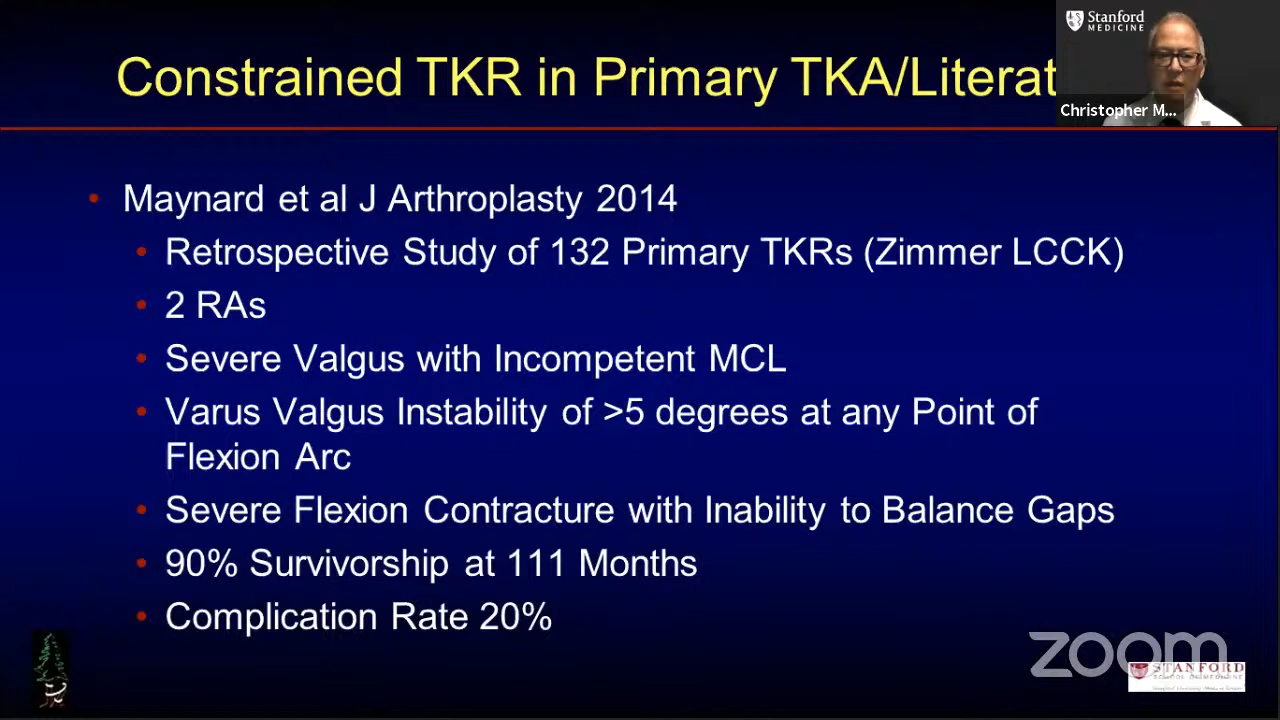 Stanford
MEDICINE
Constrained TKR in Primary TKA/Literat
Christopher M...
• Maynard et al J Arthroplasty 2014
• Retrospective Study of 132 Primary TKRs (Zimmer LCCK)
• 2 RAs
• Severe Valgus with Incompetent MCL
• Varus Valgus Instability of >5 degrees at any Point of
Flexion Arc
• Severe Flexion Contracture with Inability to Balance Gaps
• 90% Survivorship at 111 Months
• Complication Rate 20%
zoom
STANFORD
SCHOOL OF MEDICINE